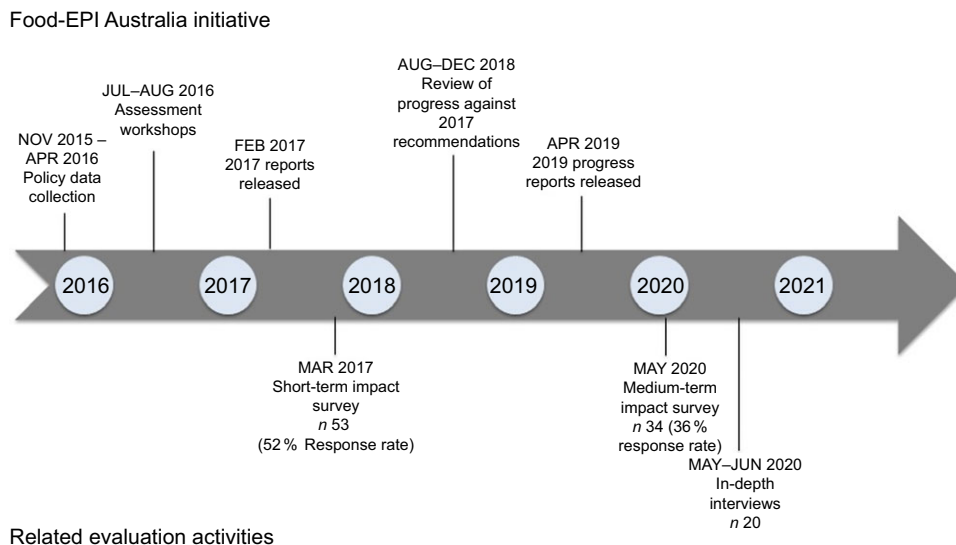 Food-EPI Australia initiative
NOV 2015 –
APR 2016
Policy data
collection
JUL–AUG 2016
Assessment
workshops
FEB 2017
2017 reports
released
AUG–DEC 2018
Review of
progress against
2017
recommendations
APR 2019
2019 progress
reports released
2016
2017
2018
2019
2020
2021
MAR 2017
Short-term impact
survey
n 53
(52 % Response rate)
MAY 2020
Medium-term
impact survey
n 34 (36 %
response rate)
MAY–JUN 2020
In-depth
interviews
n 20
Related evaluation activities